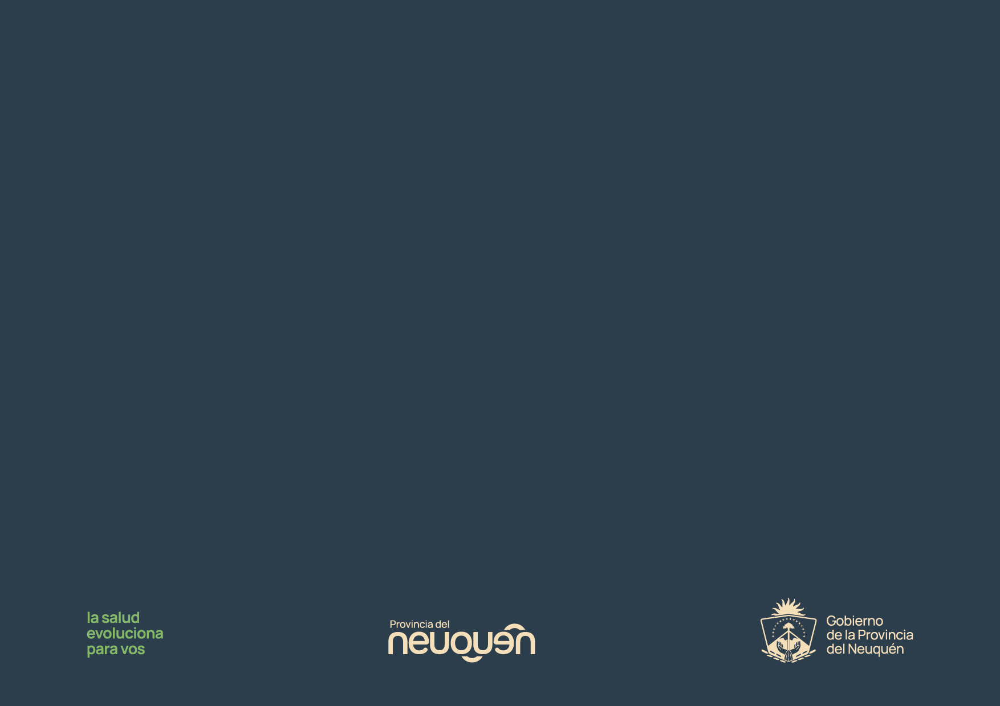 la salud
evoluciona
para vos
Provincia del
neuquén
Gobierno
de la Provincia
del Neuquén